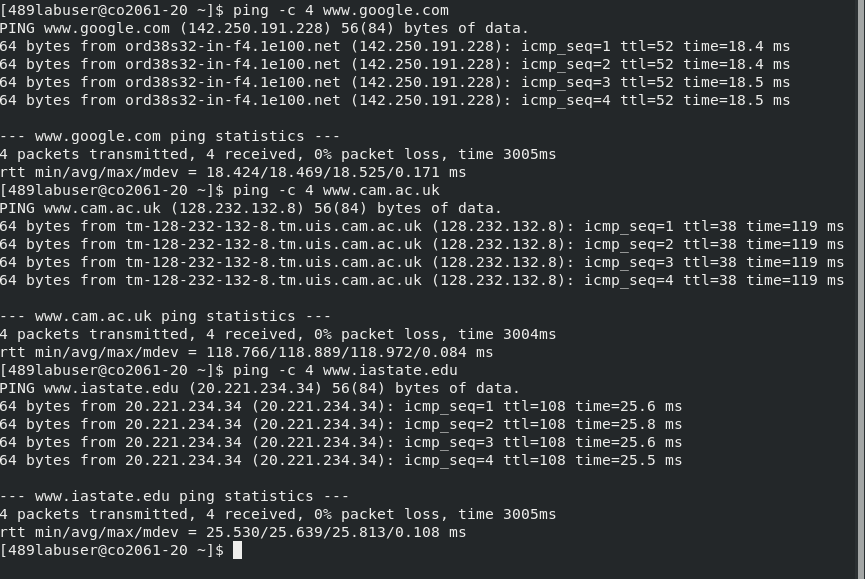 [489labuser@co2061-20 ~]$ ping -c 4 www.google.com
PING www.google.com (142.250.191.228) 56(84) bytes of data.
64 bytes from ord38s32-in-f4.1e100.net (142.250.191.228): icmp_seq=1 ttl=52 time=18.4 ms
64 bytes from ord38s32-in-f4.1e100.net (142.250.191.228): icmp_seq=2 ttl=52 time=18.4 ms
64 bytes from ord38s32-in-f4.1e100.net (142.250.191.228): icmp_seq=3 ttl=52 time=18.5 ms
64 bytes from ord38s32-in-f4.1e100.net (142.250.191.228): icmp_seq=4 ttl=52 time=18.5 ms
--- www.google.com ping statistics ---
4 packets transmitted, 4 received, 0% packet loss, time 3005ms
rtt min/avg/max/mdev = 18.424/18.469/18.525/0.171 ms
[489labuser@co2061-20 ~]$ ping -c 4 www.cam.ac.uk
PING www.cam.ac.uk (128.232.132.8) 56(84) bytes of data.
64 bytes from tm-128-232-132-8.tm.uis.cam.ac.uk (128.232.132.8): icmp_seq=1 ttl=38 time=119 ms
64 bytes from tm-128-232-132-8.tm.uis.cam.ac.uk (128.232.132.8): icmp_seq=2 ttl=38 time=119 ms
64 bytes from tm-128-232-132-8.tm.uis.cam.ac.uk (128.232.132.8): icmp_seq=3 ttl=38 time=119 ms
64 bytes from tm-128-232-132-8.tm.uis.cam.ac.uk (128.232.132.8): icmp_seq=4 ttl=38 time=119 ms
--- www.cam.ac.uk ping statistics ---
4 packets transmitted, 4 received, 0% packet loss, time 3004ms
rtt min/avg/max/mdev = 118.766/118.889/118.972/0.084 ms
[489labuser@co2061-20 ~]$ ping -c 4 www.iastate.edu
PING www.iastate.edu (20.221.234.34) 56(84) bytes of data.
64 bytes from 20.221.234.34 (20.221.234.34): icmp_seq=1 ttl=108 time=25.6 ms
64 bytes from 20.221.234.34 (20.221.234.34): icmp_seq=2 ttl=108 time=25.8 ms
64 bytes from 20.221.234.34 (20.221.234.34): icmp_seq=3 ttl=108 time=25.6 ms
64 bytes from 20.221.234.34 (20.221.234.34): icmp_seq=4 ttl=108 time=25.5 ms
--- www.iastate.edu ping statistics ---
4 packets transmitted, 4 received, 0% packet loss, time 3005ms
rtt min/avg/max/mdev = 25.530/25.639/25.813/0.108 ms
[489labuser@co2061-20 ~]$